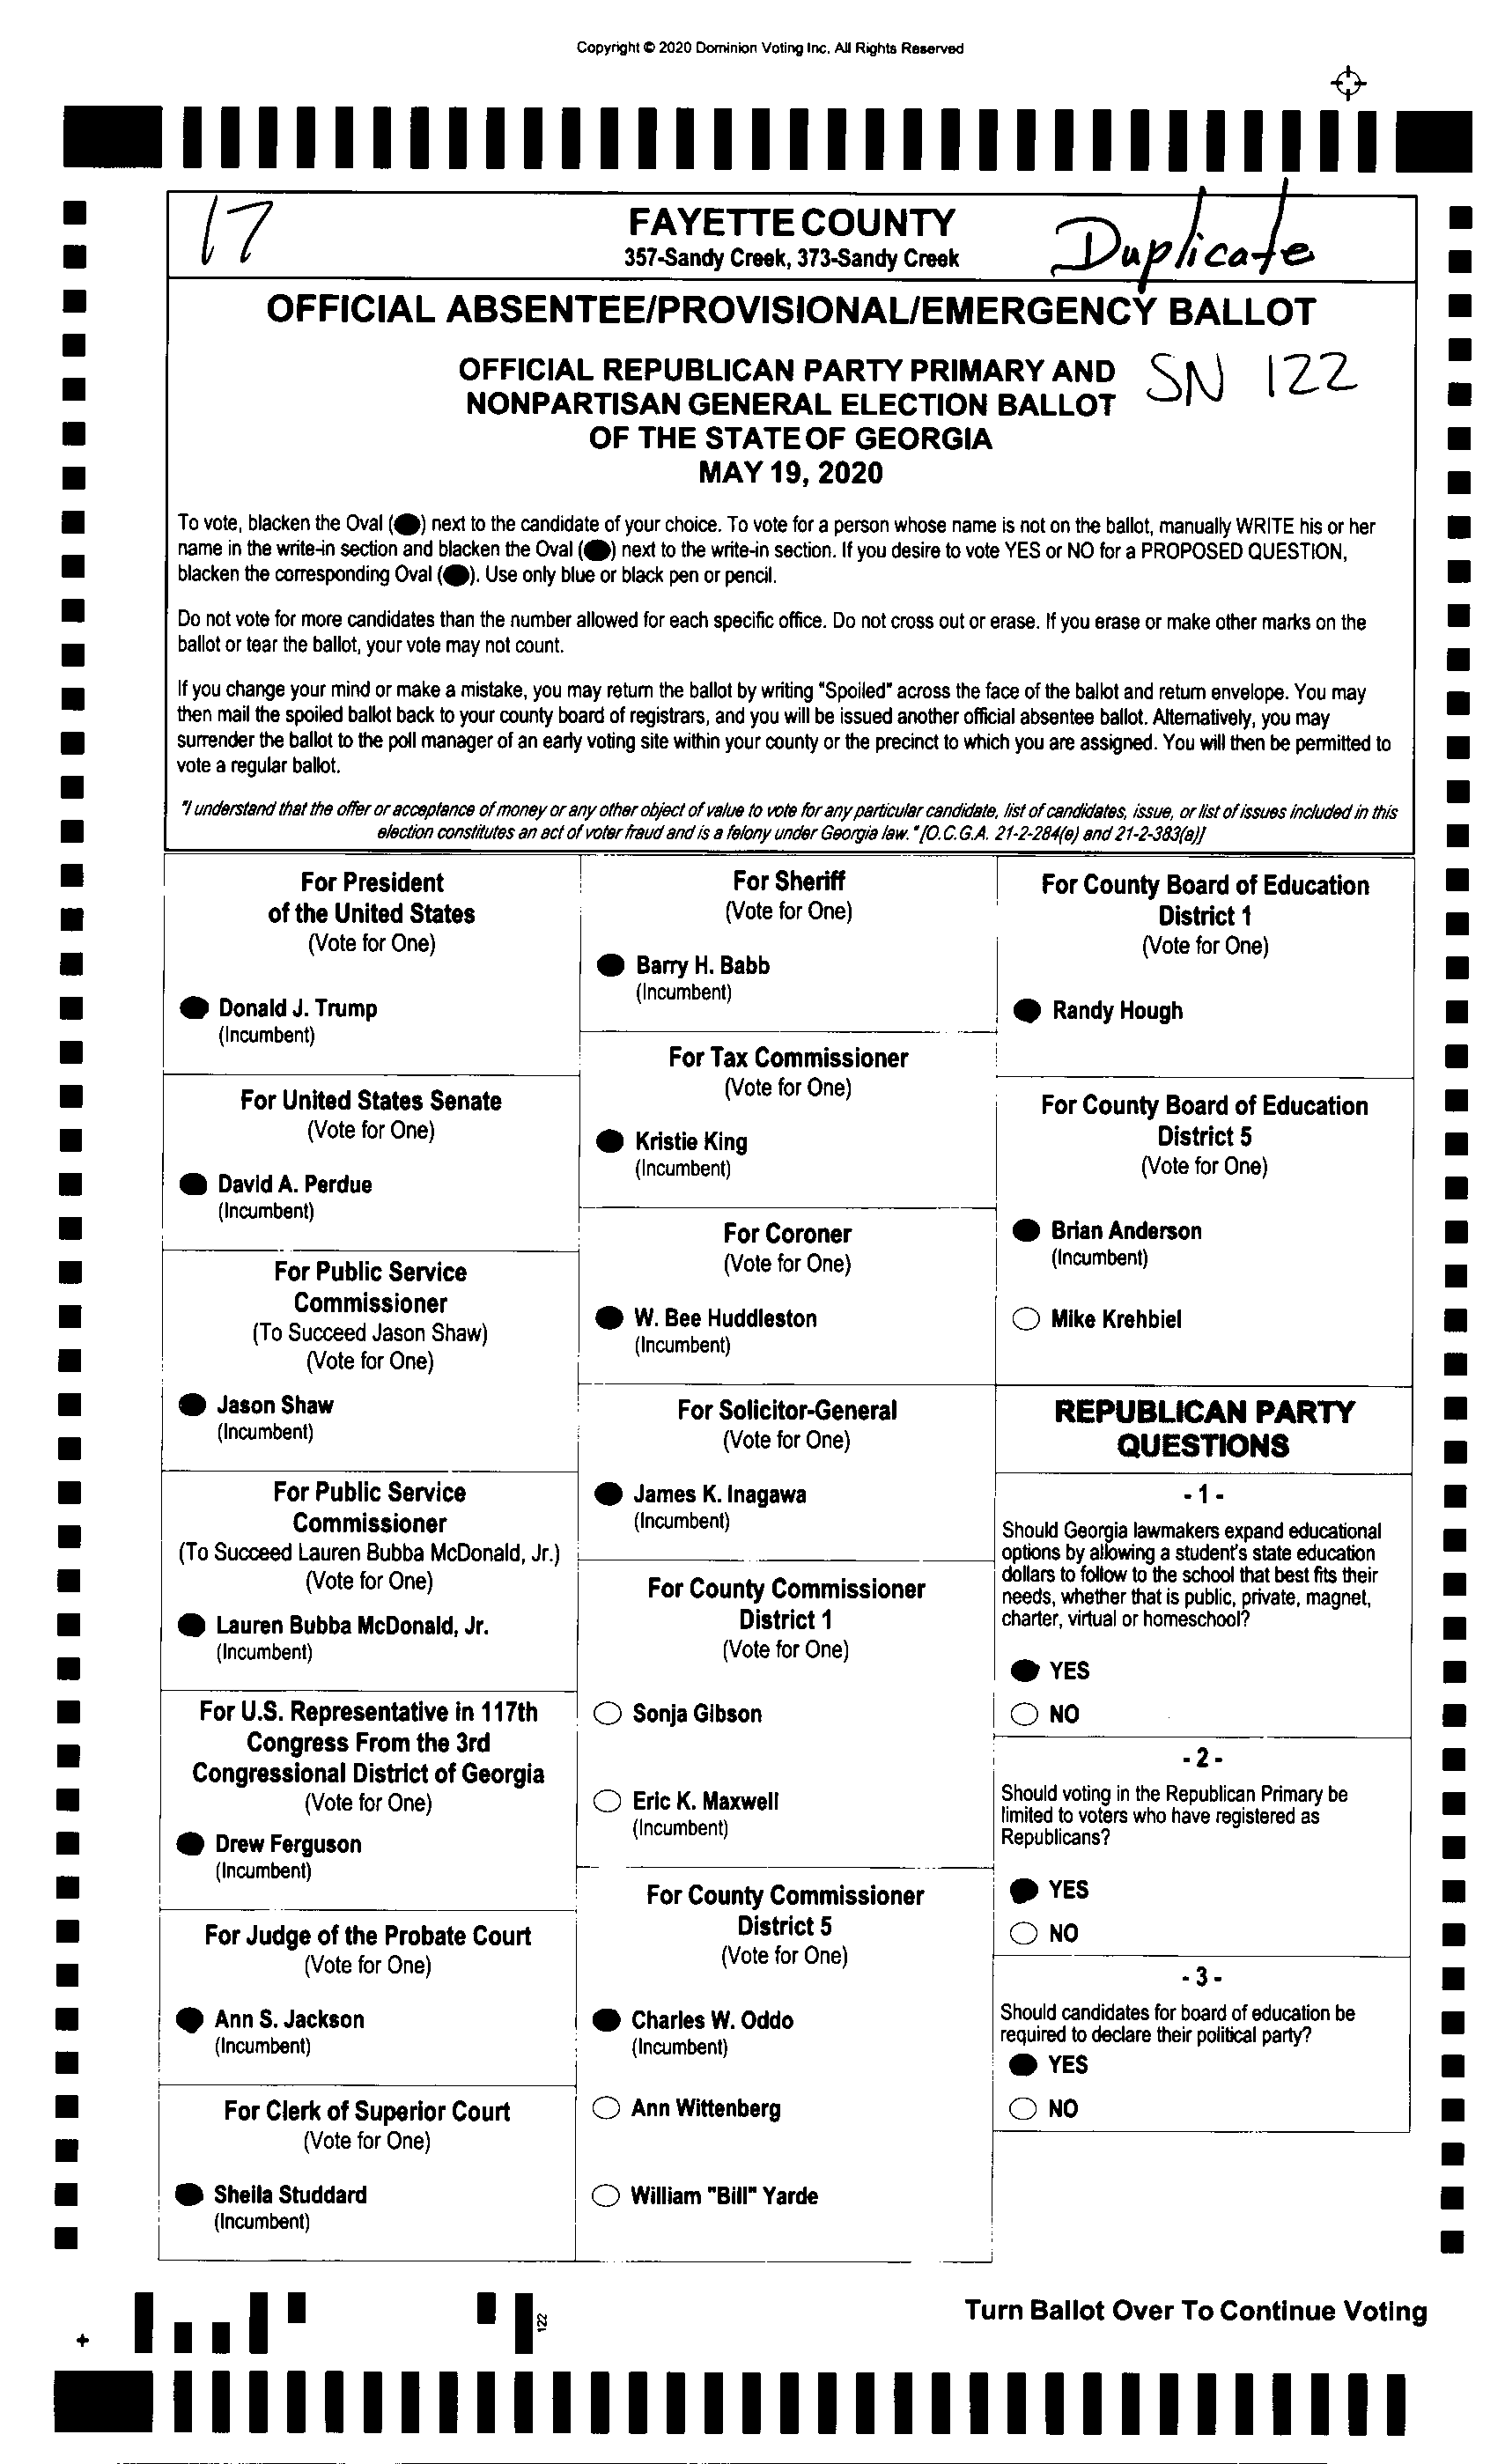 Copyright © 2020 Dominion Voting Inc. All Rights Reserved
17
FAYETTE COUNTY
357-Sandy Creek, 373-Sandy Creek
Duplicate
OFFICIAL ABSENTEE/PROVISIONAL/EMERGENCY BALLOT
OFFICIAL REPUBLICAN PARTY PRIMARY AND
NONPARTISAN GENERAL ELECTION BALLOT
OF THE STATE OF GEORGIA
MAY 19, 2020
SN 122
To vote, blacken the Oval (●) next to the candidate of your choice. To vote for a person whose name is not on the ballot, manually WRITE his or her
name in the write-in section and blacken the Oval (●) next to the write-in section. If you desire to vote YES or NO for a PROPOSED QUESTION,
blacken the corresponding Oval (●). Use only blue or black pen or pencil.
Do not vote for more candidates than the number allowed for each specific office. Do not cross out or erase. If you erase or make other marks on the
ballot or tear the ballot, your vote may not count.
If you change your mind or make a mistake, you may return the ballot by writing "Spoiled" across the face of the ballot and return envelope. You may
then mail the spoiled ballot back to your county board of registrars, and you will be issued another official absentee ballot. Alternatively, you may
surrender the ballot to the poll manager of an early voting site within your county or the precinct to which you are assigned. You will then be permitted to
vote a regular ballot.
"I understand that the offer or acceptance of money or any other object of value to vote for any particular candidate, list of candidates, issue, or list of issues included in this
election constitutes an act of voter fraud and is a felony under Georgia law. "[O.C.G.A. 21-2-284(e) and 21-2-383(a)]
For President
of the United States
(Vote for One)
Donald J. Trump
(Incumbent)
For United States Senate
(Vote for One)
David A. Perdue
(Incumbent)
For Public Service
Commissioner
(To Succeed Jason Shaw)
(Vote for One)
Jason Shaw
(Incumbent)
For Public Service
Commissioner
(To Succeed Lauren Bubba McDonald, Jr.)
(Vote for One)
Lauren Bubba McDonald, Jr.
(Incumbent)
For U.S. Representative in 117th
Congress From the 3rd
Congressional District of Georgia
(Vote for One)
Drew Ferguson
(Incumbent)
For Judge of the Probate Court
(Vote for One)
Ann S. Jackson
(Incumbent)
For Clerk of Superior Court
(Vote for One)
Sheila Studdard
(Incumbent)
For Sheriff
(Vote for One)
Barry H. Babb
(Incumbent)
For Tax Commissioner
(Vote for One)
Kristie King
(Incumbent)
For Coroner
(Vote for One)
W. Bee Huddleston
(Incumbent)
For Solicitor-General
(Vote for One)
James K. Inagawa
(Incumbent)
For County Commissioner
District 1
(Vote for One)
Sonja Gibson
Eric K. Maxwell
(Incumbent)
For County Commissioner
District 5
(Vote for One)
Charles W. Oddo
(Incumbent)
Ann Wittenberg
William "Bill" Yarde
For County Board of Education
District 1
(Vote for One)
Randy Hough
For County Board of Education
District 5
(Vote for One)
Brian Anderson
(Incumbent)
Mike Krehbiel
REPUBLICAN PARTY
QUESTIONS
- 1 -
Should Georgia lawmakers expand educational
options by allowing a student's state education
dollars to follow to the school that best fits their
needs, whether that is public, private, magnet,
charter, virtual or homeschool?
YES
NO
- 2 -
Should voting in the Republican Primary be
limited to voters who have registered as
Republicans?
YES
NO
- 3 -
Should candidates for board of education be
required to declare their political party?
YES
NO
122
Turn Ballot Over To Continue Voting